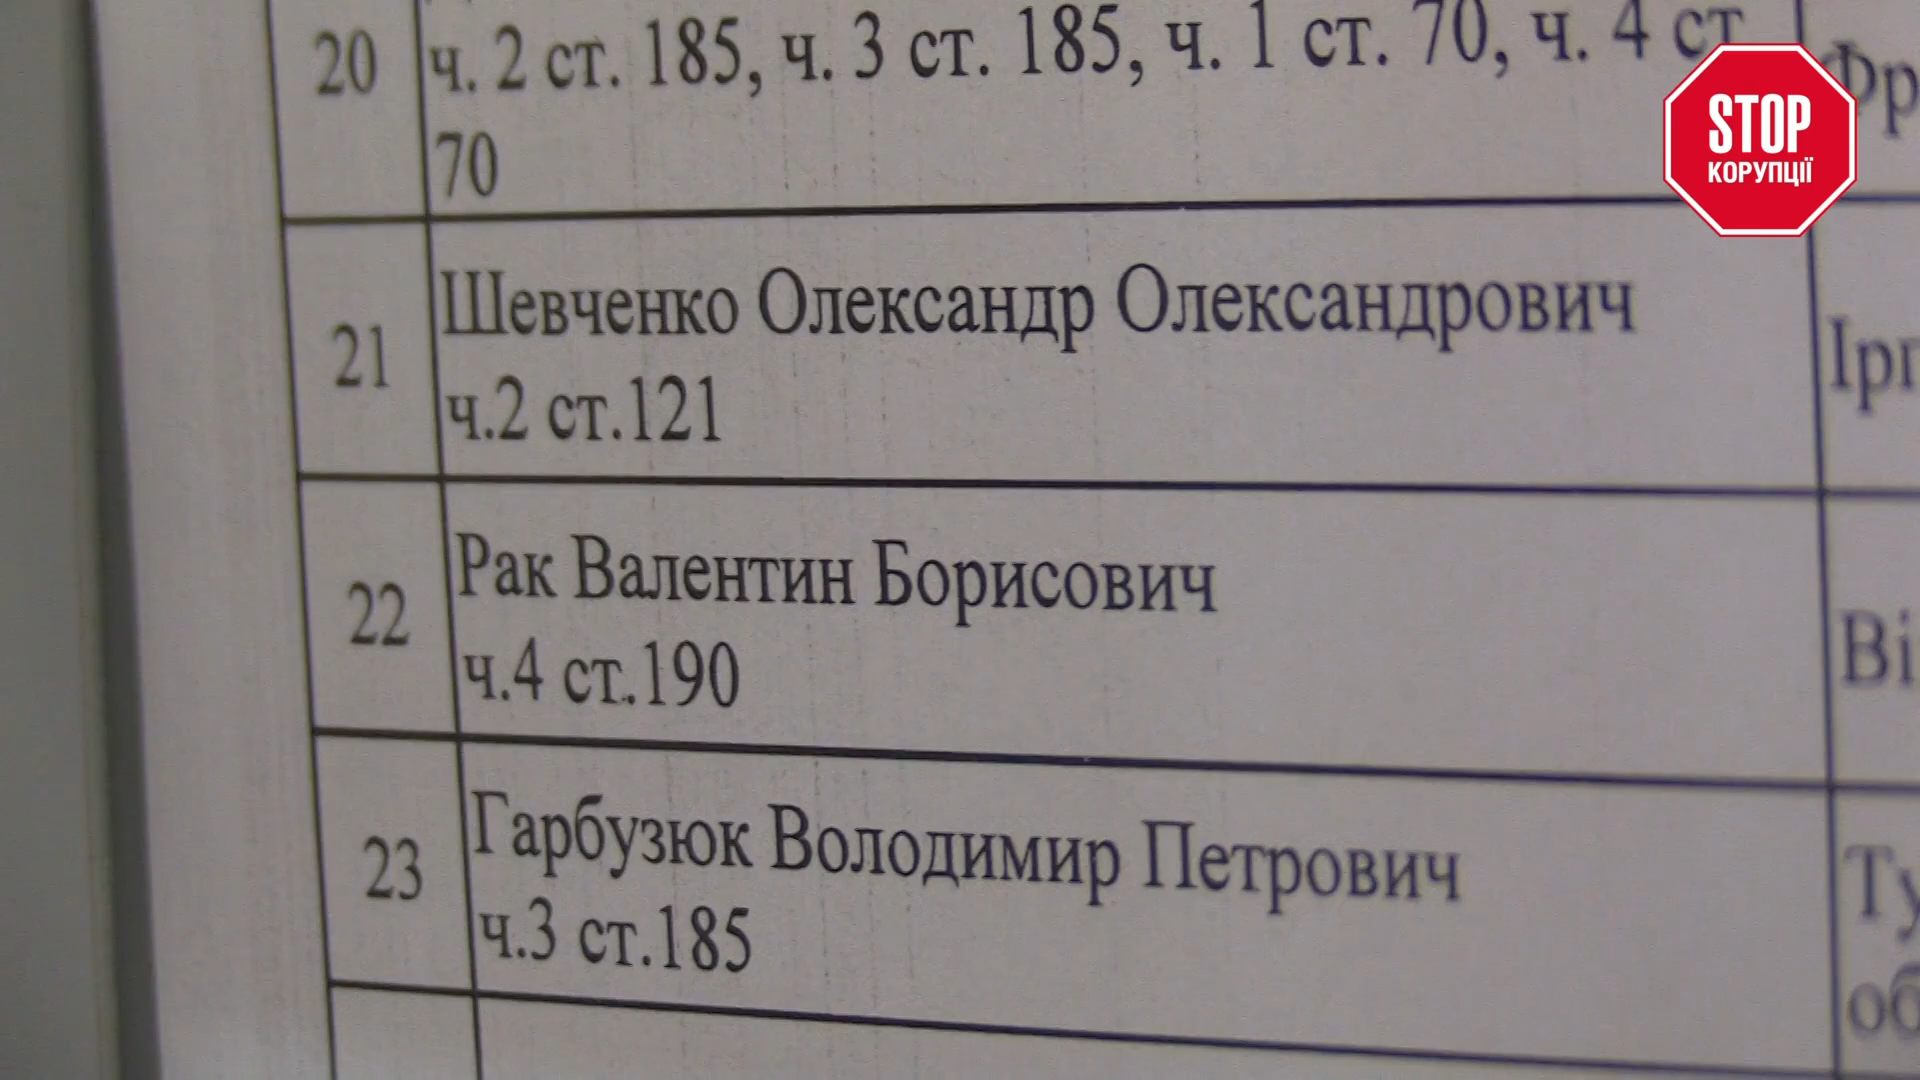 20
ч. 2 ст. 185, ч. 3 ст. 185, ч. 1 ст. 70, ч. 4 ст
70
STOP
КОРУПЦІЇ
21
Шевченко Олександр Олександрович
ч.2 ст.121
22
Рак Валентин Борисович
ч.4 ст.190
23
Гарбузюк Володимир Петрович
ч.3 ст.185